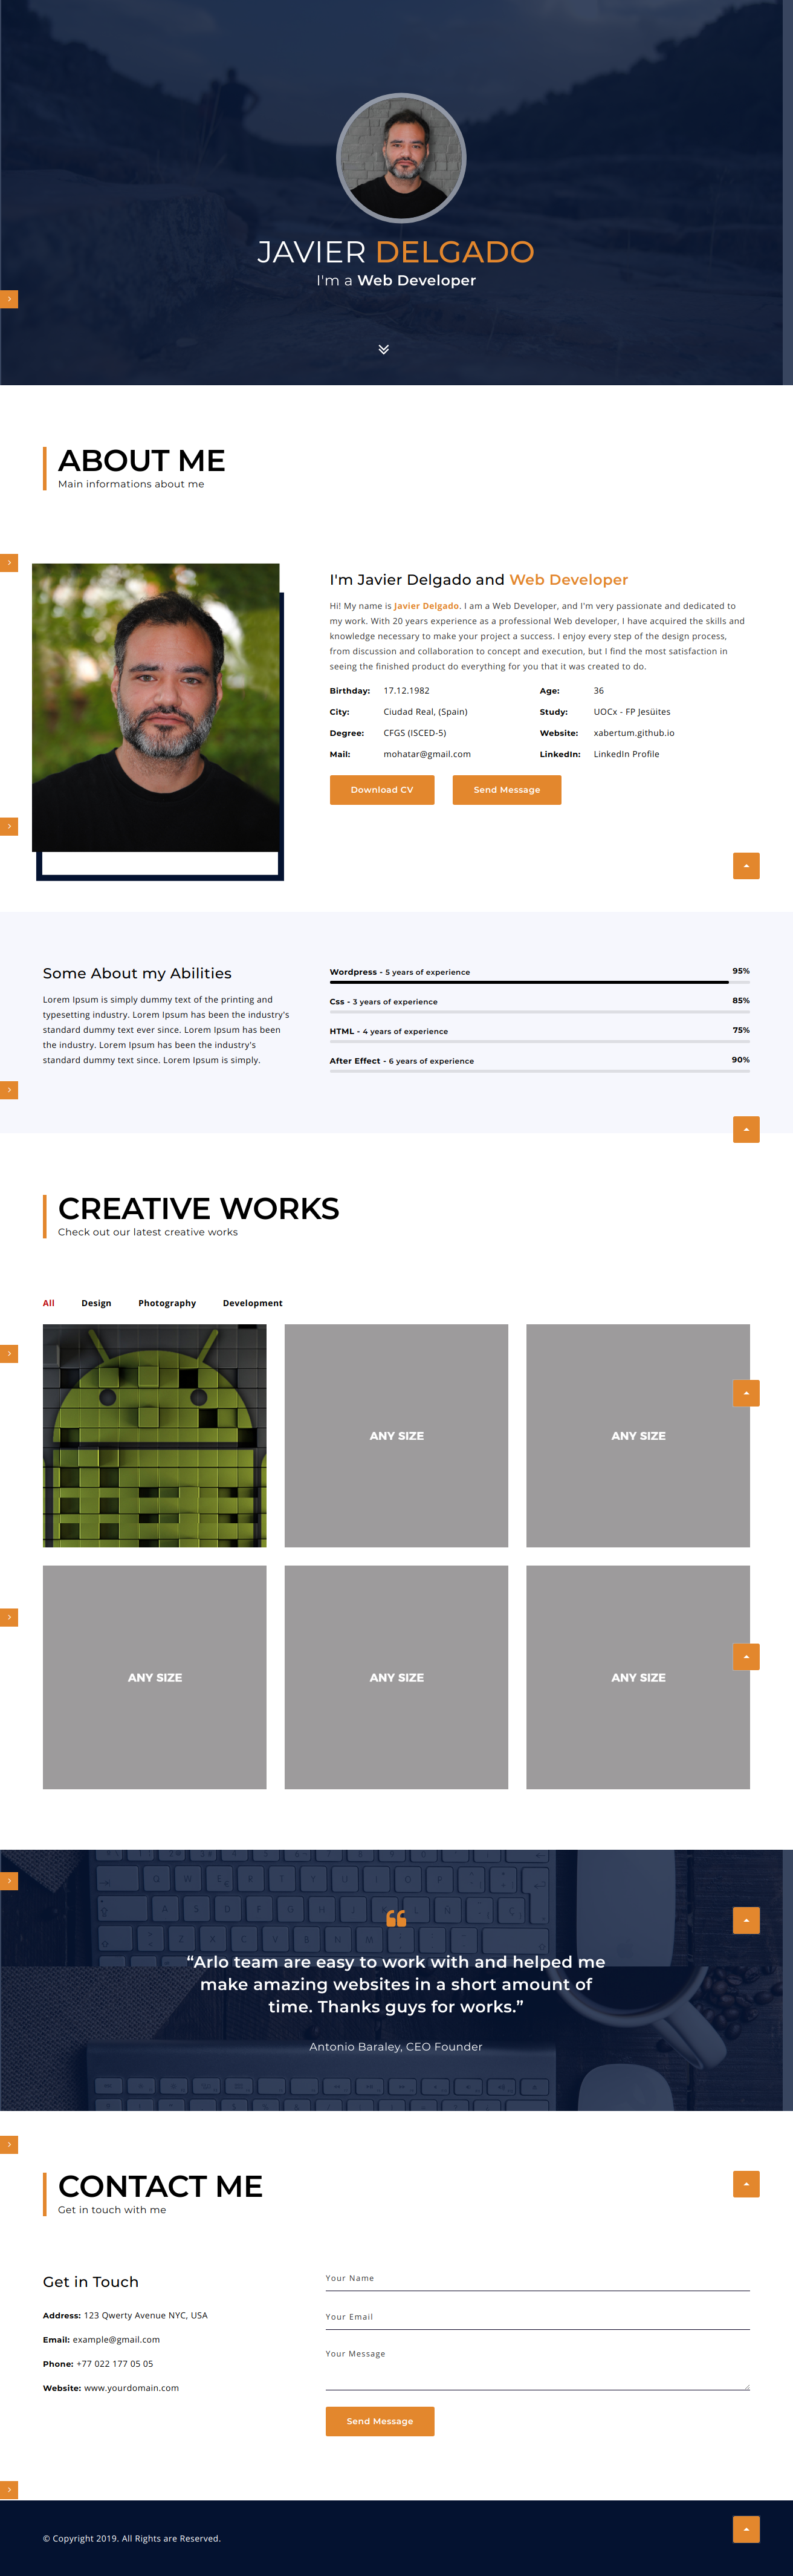 JAVIER DELGADO
I'm a Web Developer
ABOUT ME
Main informations about me
I'm Javier Delgado and Web Developer
Hi! My name is Javier Delgado. I am a Web Developer, and I'm very passionate and dedicated to
my work. With 20 years experience as a professional Web developer, I have acquired the skills and
knowledge necessary to make your project a success. I enjoy every step of the design process,
from discussion and collaboration to concept and execution, but I find the most satisfaction in
seeing the finished product do everything for you that it was created to do.
Birthday: 17.12.1982 Age: 36
City: Ciudad Real, (Spain) Study: UOCx - FP Jesüites
Degree: CFGS (ISCED-5) Website: xabertum.github.io
Mail: mohatar@gmail.com LinkedIn: LinkedIn Profile
Download CV Send Message
Some About my Abilities
Lorem Ipsum is simply dummy text of the printing and
typesetting industry. Lorem Ipsum has been the industry's
standard dummy text ever since. Lorem Ipsum has been
the industry. Lorem Ipsum has been the industry's
standard dummy text since. Lorem Ipsum is simply.
Wordpress - 5 years of experience 95%
Css - 3 years of experience 85%
HTML - 4 years of experience 75%
After Effect - 6 years of experience 90%
CREATIVE WORKS
Check out our latest creative works
All Design Photography Development
ANY SIZE ANY SIZE
ANY SIZE ANY SIZE ANY SIZE
“Arlo team are easy to work with and helped me
make amazing websites in a short amount of
time. Thanks guys for works.”
Antonio Baraley, CEO Founder
CONTACT ME
Get in touch with me
Get in Touch
Address: 123 Qwerty Avenue NYC, USA
Email: example@gmail.com
Phone: +77 022 177 05 05
Website: www.yourdomain.com
Your Name
Your Email
Your Message
Send Message
© Copyright 2019. All Rights are Reserved.